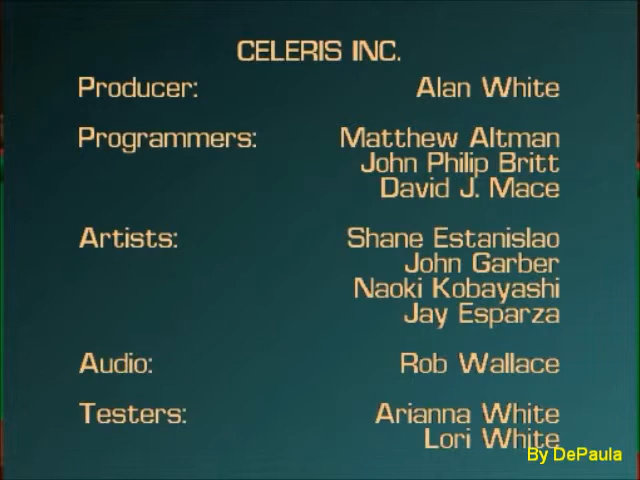 CELERIS INC.
Producer: Alan White
Programmers: Matthew Altman
John Philip Britt
David J. Mace
Artists: Shane Estanislao
John Garber
Naoki Kobayashi
Jay Esparza
Audio: Rob Wallace
Testers: Arianna White
Lori White
By DePaula